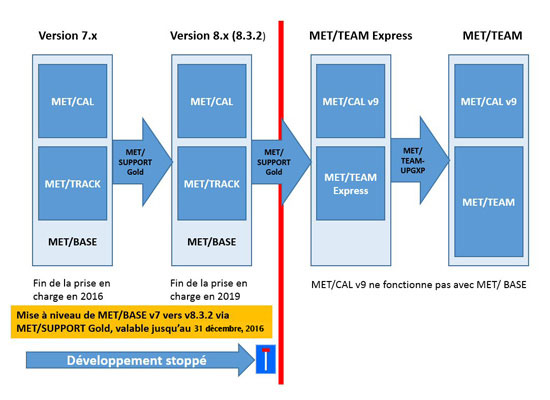 Version 7.x
Version 8.x (8.3.2)
MET/TEAM Express
MET/TEAM
MET/CAL
MET/CAL
MET/CAL v9
MET/CAL v9
MET/
SUPPORT
Gold
MET/
SUPPORT
Gold
MET/
TEAM-
UPGXP
MET/TRACK
MET/TRACK
MET/TEAM
Express
MET/TEAM
MET/BASE
MET/BASE
Fin de la prise en
charge en 2016
Fin de la prise en
charge en 2019
MET/CAL v9 ne fonctionne pas avec MET/ BASE
Mise à niveau de MET/BASE v7 vers v8.3.2 via
MET/SUPPORT Gold, valable jusqu’au 31 décembre, 2016
Développement stoppé